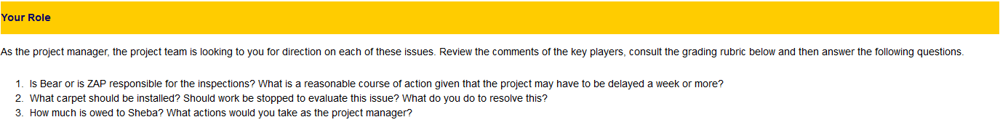 Your Role
As the project manager, the project team is looking to you for direction on each of these issues. Review the comments of the key players, consult the grading rubric below and then answer the following questions.
1. Is Bear or is ZAP responsible for the inspections? What is a reasonable course of action given that the project may have to be delayed a week or more?
2. What carpet should be installed? Should work be stopped to evaluate this issue? What do you do to resolve this?
3. How much is owed to Sheba? What actions would you take as the project manager?